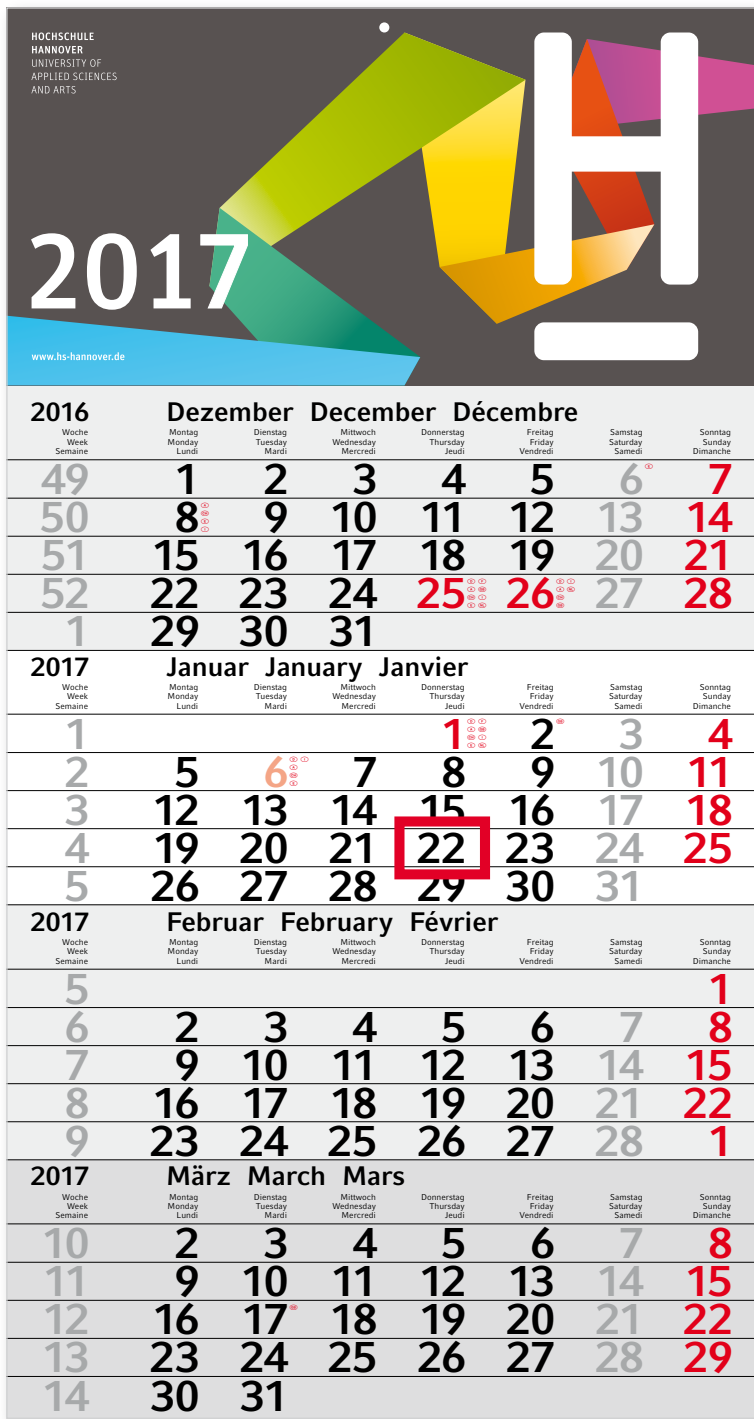 HOCHSCHULE
HANNOVER
UNIVERSITY OF
APPLIED SCIENCES
AND ARTS
H
2017
www.hs-hannover.de
2016 Dezember December Décembre
Woche Montag Dienstag Mittwoch Donnerstag Freitag Samstag Sonntag
Week Monday Tuesday Wednesday Thursday Friday Saturday Sunday
Semaine Lundi Mardi Mercredi Jeudi Vendredi Samedi Dimanche
49 1 2 3 4 5 6 7
50 8 9 10 11 12 13 14
51 15 16 17 18 19 20 21
52 22 23 24 25 26 27 28
1 29 30 31
2017 Januar January Janvier
Woche Montag Dienstag Mittwoch Donnerstag Freitag Samstag Sonntag
Week Monday Tuesday Wednesday Thursday Friday Saturday Sunday
Semaine Lundi Mardi Mercredi Jeudi Vendredi Samedi Dimanche
1 1 2 3 4
2 5 6 7 8 9 10 11
3 12 13 14 15 16 17 18
4 19 20 21 22 23 24 25
5 26 27 28 29 30 31
2017 Februar February Février
Woche Montag Dienstag Mittwoch Donnerstag Freitag Samstag Sonntag
Week Monday Tuesday Wednesday Thursday Friday Saturday Sunday
Semaine Lundi Mardi Mercredi Jeudi Vendredi Samedi Dimanche
5 1
6 2 3 4 5 6 7 8
7 9 10 11 12 13 14 15
8 16 17 18 19 20 21 22
9 23 24 25 26 27 28 1
2017 März March Mars
Woche Montag Dienstag Mittwoch Donnerstag Freitag Samstag Sonntag
Week Monday Tuesday Wednesday Thursday Friday Saturday Sunday
Semaine Lundi Mardi Mercredi Jeudi Vendredi Samedi Dimanche
10 2 3 4 5 6 7 8
11 9 10 11 12 13 14 15
12 16 17 18 19 20 21 22
13 23 24 25 26 27 28 29
14 30 31